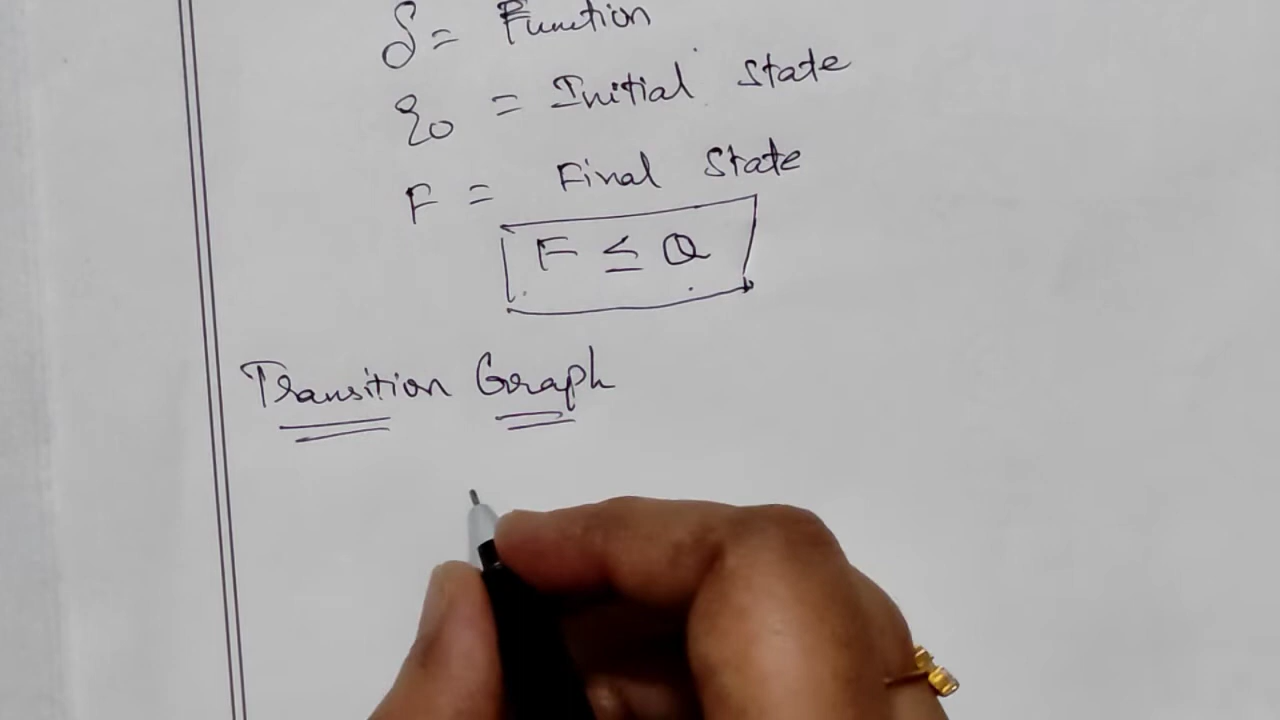 δ = Function
q0 = Initial State
F = Final State
F ≤ Q
Transition Graph